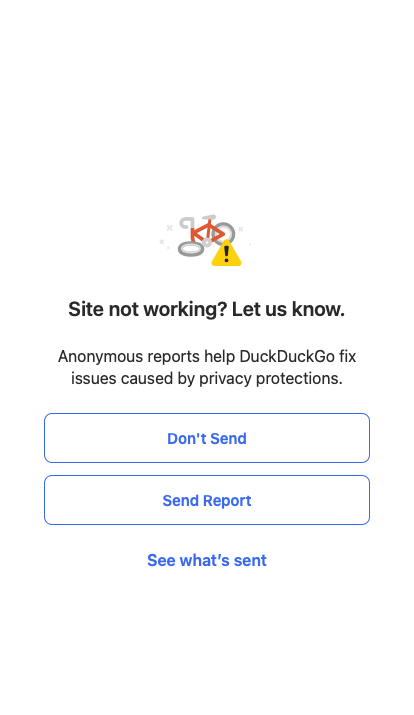 Site not working? Let us know.
Anonymous reports help DuckDuckGo fix
issues caused by privacy protections.
Don't Send
Send Report
See what’s sent